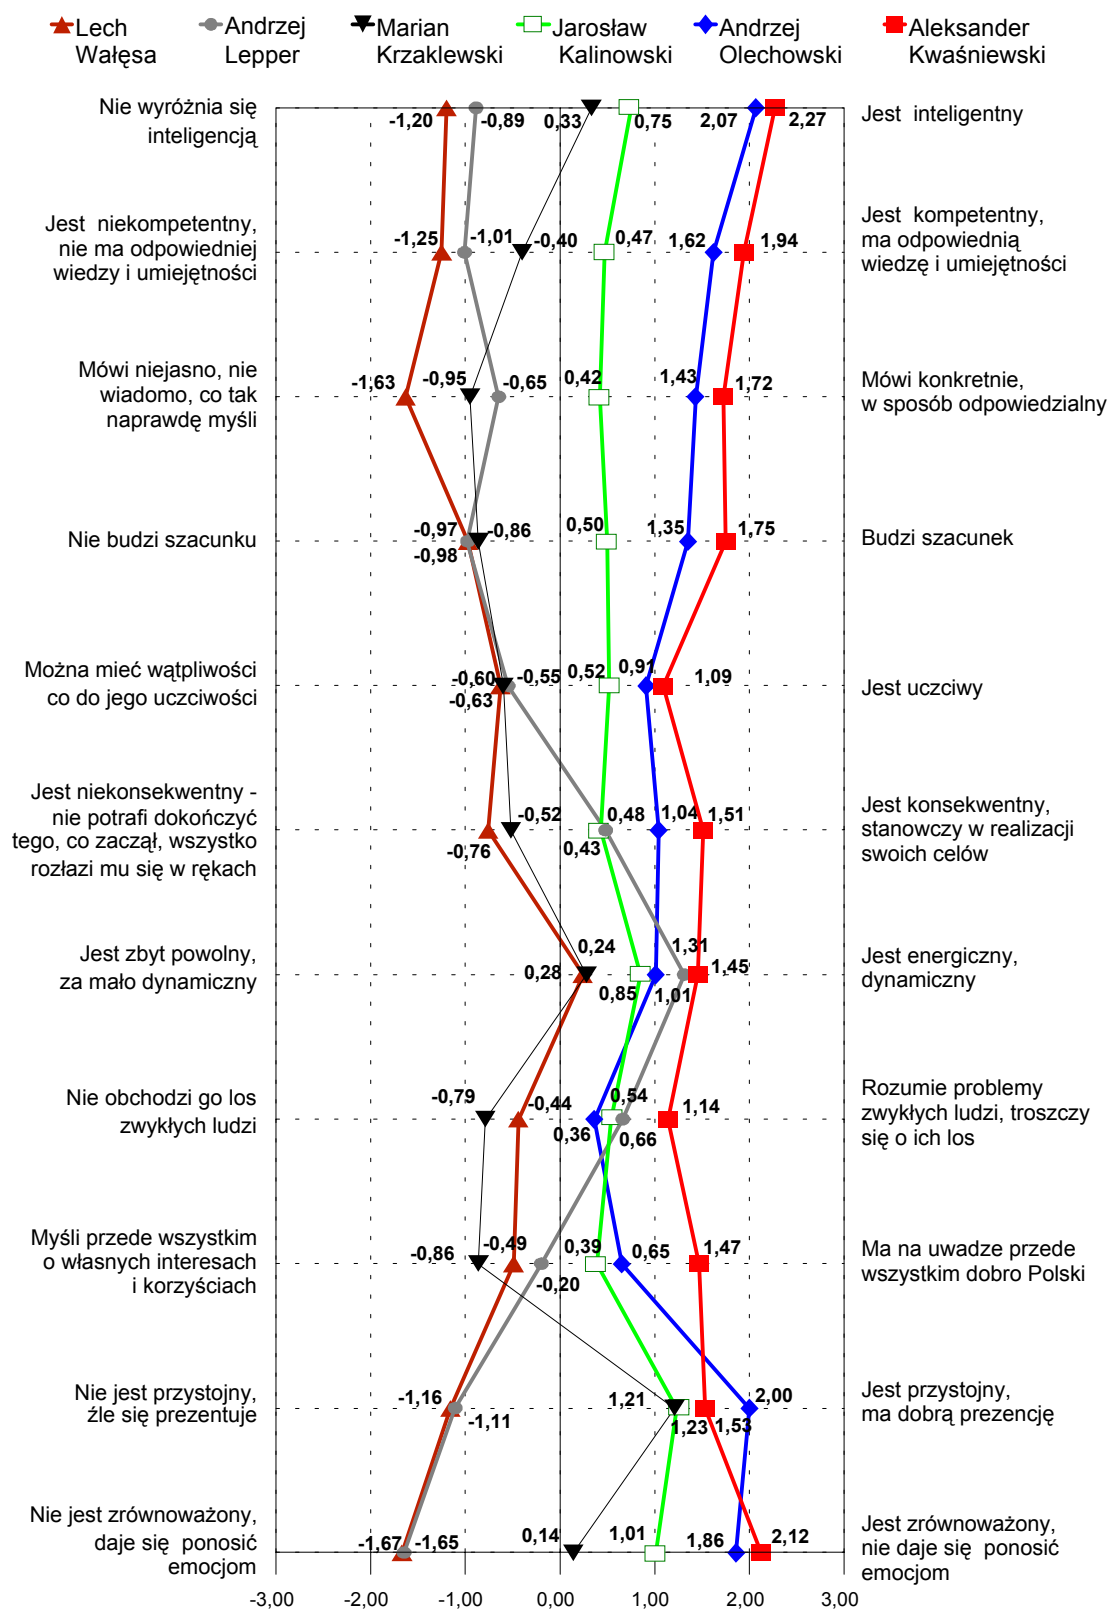 Lech Wałęsa
Andrzej Lepper
Marian Krzaklewski
Jarosław Kalinowski
Andrzej Olechowski
Aleksander Kwaśniewski
Nie wyróżnia się
inteligencją
-1,20 -0,89 0,33 0,75 2,07 2,27
Jest inteligentny
Jest niekompetentny,
nie ma odpowiedniej
wiedzy i umiejętności
-1,25 -1,01 -0,40 0,47 1,62 1,94
Jest kompetentny,
ma odpowiednią
wiedzę i umiejętności
Mówi niejasno, nie
wiadomo, co tak
naprawdę myśli
-1,63 -0,95 -0,65 0,42 1,43 1,72
Mówi konkretnie,
w sposób odpowiedzialny
Nie budzi szacunku
-0,97 -0,86 0,50 1,35 1,75
-0,98
Budzi szacunek
Można mieć wątpliwości
co do jego uczciwości
-0,60 -0,55 0,52 0,91 1,09
-0,63
Jest uczciwy
Jest niekonsekwentny -
nie potrafi dokończyć
tego, co zaczął, wszystko
rozłazi mu się w rękach
-0,52 0,48 1,04 1,51
-0,76 0,43
Jest konsekwentny,
stanowczy w realizacji
swoich celów
Jest zbyt powolny,
za mało dynamiczny
0,24 1,31
0,28 0,85 1,01 1,45
Jest energiczny,
dynamiczny
Nie obchodzi go los
zwykłych ludzi
-0,79 -0,44 0,54 1,14
0,36 0,66
Rozumie problemy
zwykłych ludzi, troszczy
się o ich los
Myśli przede wszystkim
o własnych interesach
i korzyściach
-0,86 -0,49 0,39 0,65 1,47
-0,20
Ma na uwadze przede
wszystkim dobro Polski
Nie jest przystojny,
źle się prezentuje
-1,16 1,21 2,00
-1,11 1,23 1,53
Jest przystojny,
ma dobrą prezencję
Nie jest zrównoważony,
daje się ponosić
emocjom
-1,67 -1,65 0,14 1,01 1,86 2,12
Jest zrównoważony,
nie daje się ponosić
emocjom
-3,00 -2,00 -1,00 0,00 1,00 2,00 3,00